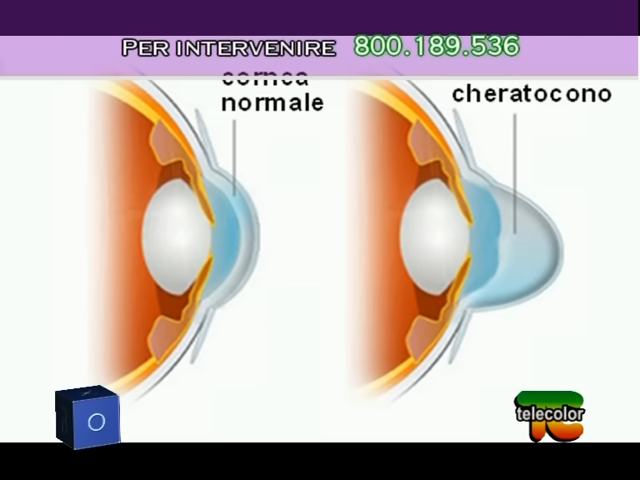 PER INTERVENIRE 800.189.536
cornea
normale
cheratocono
telecolor